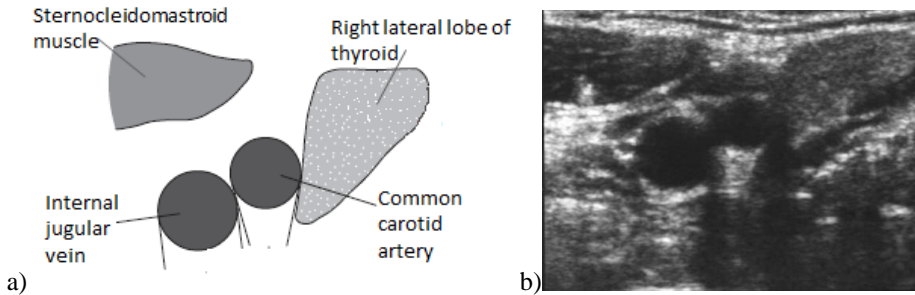 Sternocleidomastroid
muscle
Right lateral lobe of
thyroid
Internal
jugular
vein
Common
carotid
artery
a)
b)